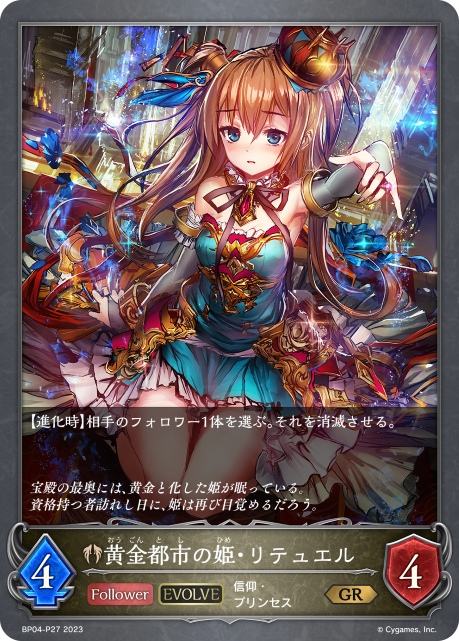 【進化時】相手のフォロワー1体を選ぶ。それを消滅させる。
宝殿の最奥には、黄金と化した姫が眠っている。
資格持つ者訪れし日に、姫は再び目覚めるだろう。
おうごんとし ひめ
黄金都市の姫・リテュエル
4
Follower
EVOLVE
信仰・
プリンセス
GR
4
BP04-P27 2023
© Cygames, Inc.